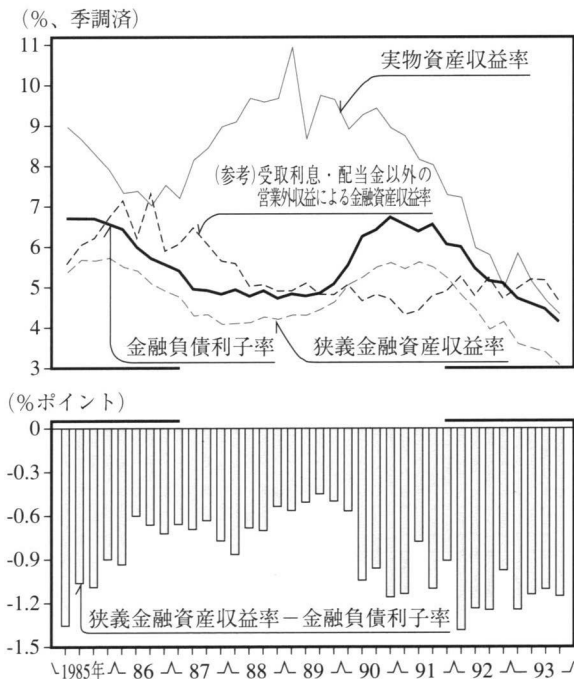 (%、季調済)
11
10
9
8
7
6
5
4
3
実物資産収益率
(参考)受取利息・配当金以外の
営業外収益による金融資産収益率
金融負債利子率
狭義金融資産収益率
(%ポイント)
0
-0.3
-0.6
-0.9
-1.2
-1.5
狭義金融資産収益率－金融負債利子率
1985年 86 87 88 89 90 91 92 93